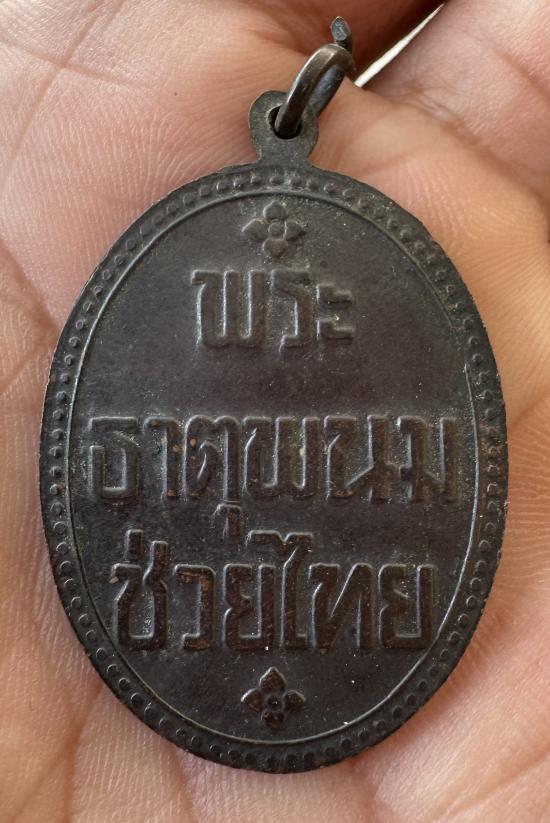 พระ
ธาตุพนม
ช่วยไทย